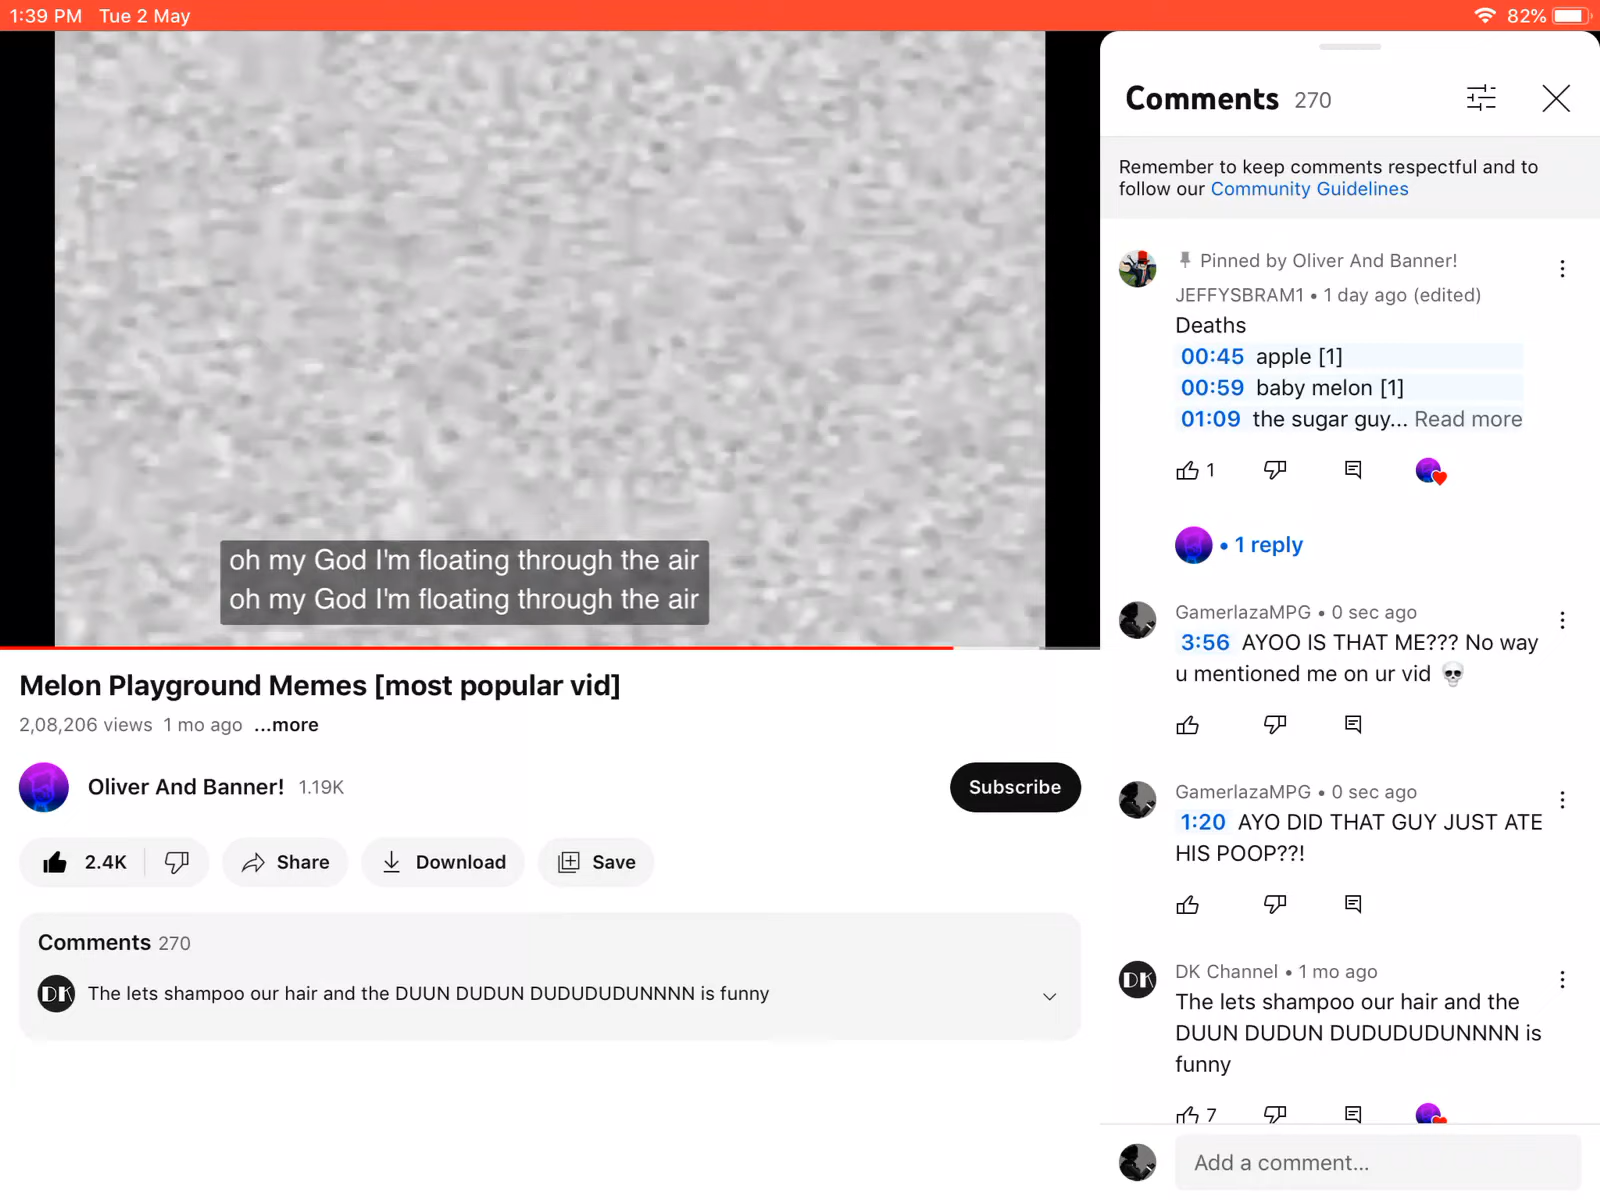 1:39 PM Tue 2 May
82%
oh my God I'm floating through the air
oh my God I'm floating through the air
Melon Playground Memes [most popular vid]
2,08,206 views 1 mo ago ...more
Oliver And Banner! 1.19K
Subscribe
2.4K
Share
Download
Save
Comments 270
DK
The lets shampoo our hair and the DUUN DUDUN DUDUDUDUNNNN is funny
Comments 270
Remember to keep comments respectful and to
follow our Community Guidelines
Pinned by Oliver And Banner!
JEFFYSBRAM1 • 1 day ago (edited)
Deaths
00:45 apple [1]
00:59 baby melon [1]
01:09 the sugar guy... Read more
1
• 1 reply
GamerlazaMPG • 0 sec ago
3:56 AYOO IS THAT ME??? No way
u mentioned me on ur vid 💀
GamerlazaMPG • 0 sec ago
1:20 AYO DID THAT GUY JUST ATE
HIS POOP??!
DK
DK Channel • 1 mo ago
The lets shampoo our hair and the
DUUN DUDUN DUDUDUDUNNNN is
funny
7
Add a comment...